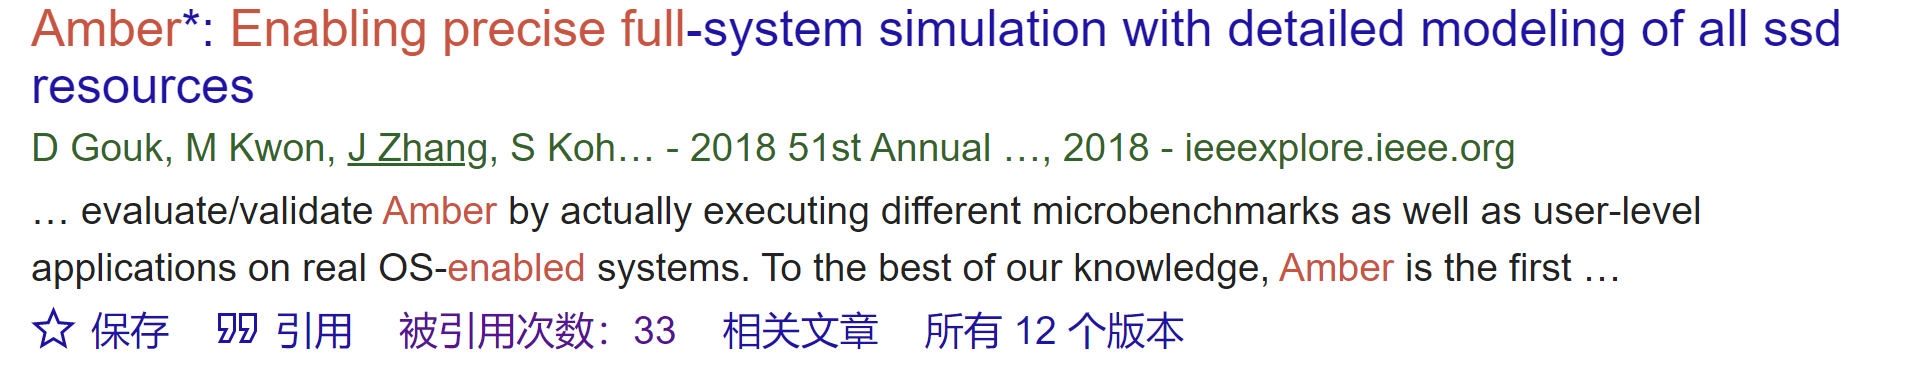 Amber*: Enabling precise full-system simulation with detailed modeling of all ssd
resources
D Gouk, M Kwon, J Zhang, S Koh… - 2018 51st Annual …, 2018 - ieeexplore.ieee.org
… evaluate/validate Amber by actually executing different microbenchmarks as well as user-level
applications on real OS-enabled systems. To the best of our knowledge, Amber is the first …
保存 引用 被引用次数：33 相关文章 所有 12 个版本